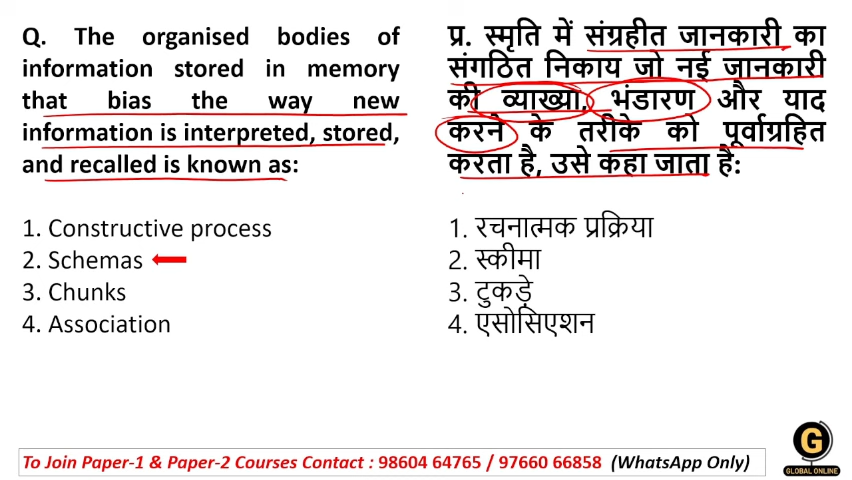 Q. The organised bodies of
information stored in memory
that bias the way new
information is interpreted, stored,
and recalled is known as:
1. Constructive process
2. Schemas
3. Chunks
4. Association
प्र. स्मृति में संग्रहीत जानकारी का
संगठित निकाय जो नई जानकारी
की व्याख्या, भंडारण और याद
करने के तरीके को पूर्वाग्रहित
करता है, उसे कहा जाता है:
1. रचनात्मक प्रक्रिया
2. स्कीमा
3. टुकड़े
4. एसोसिएशन
G
GLOBAL ONLINE
To Join Paper-1 & Paper-2 Courses Contact : 98604 64765 / 97660 66858 (WhatsApp Only)